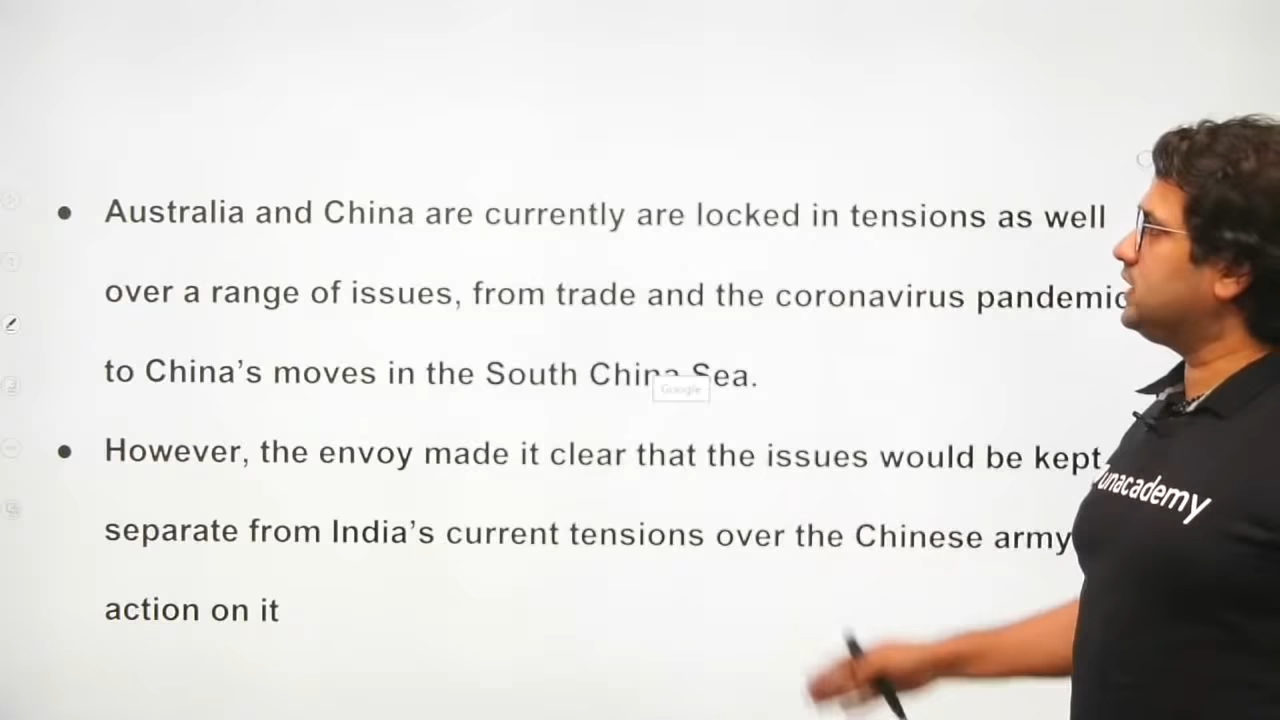 Australia and China are currently are locked in tensions as well
over a range of issues, from trade and the coronavirus pandemic
to China's moves in the South China Sea.
Google
However, the envoy made it clear that the issues would be kept
separate from India's current tensions over the Chinese army
action on it
unacademy